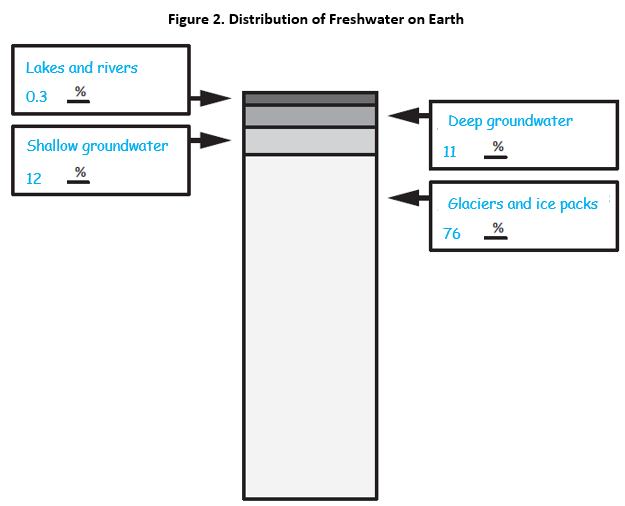 Figure 2. Distribution of Freshwater on Earth
Lakes and rivers
0.3 %
Deep groundwater
11 %
Shallow groundwater
12 %
Glaciers and ice packs
76 %